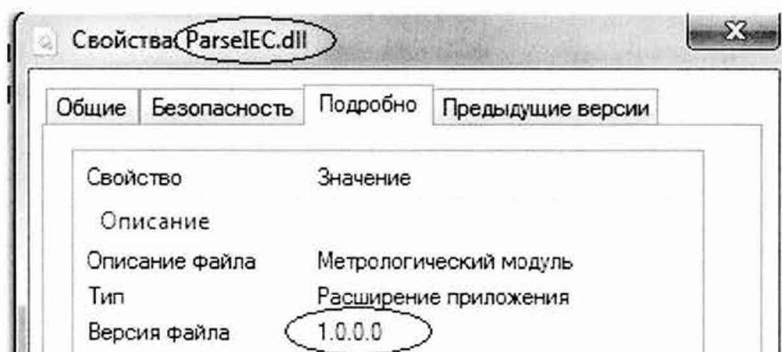 Свойства: ParseIEC.dll
Общие Безопасность Подробно Предыдущие версии
Свойство Значение
Описание
Описание файла Метрологический модуль
Тип Расширение приложения
Версия файла 1.0.0.0